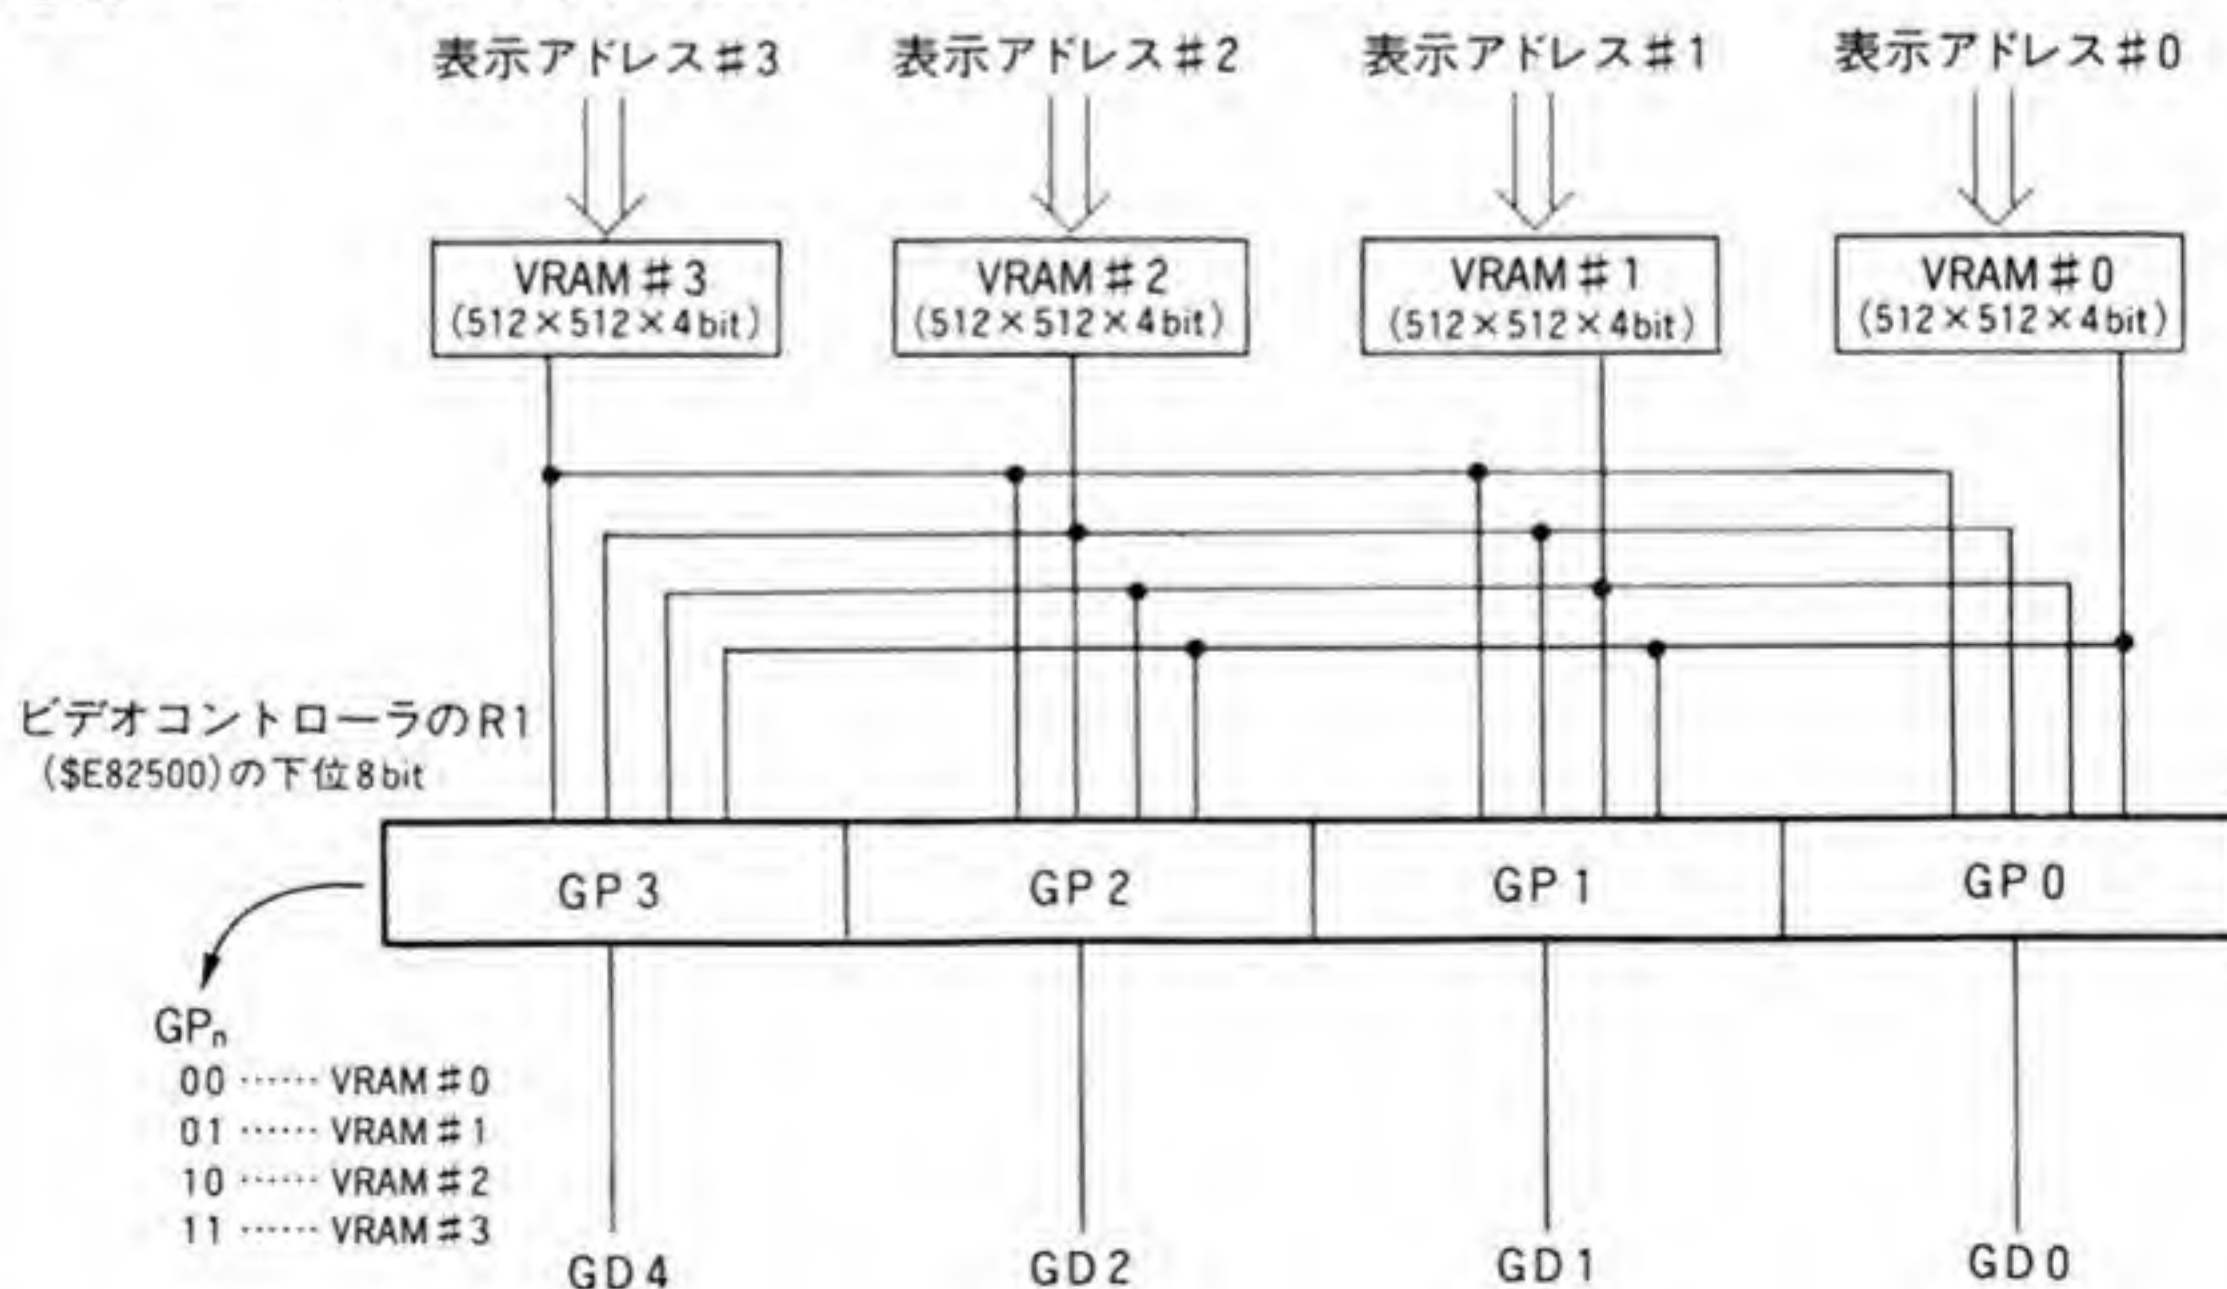 表示アドレス#3 表示アドレス#2 表示アドレス#1 表示アドレス#0
VRAM#3 VRAM#2 VRAM#1 VRAM#0
(512×512×4bit) (512×512×4bit) (512×512×4bit) (512×512×4bit)
ビデオコントローラのR1
($E82500)の下位8bit
GP3 GP2 GP1 GP0
GPn
00 ‥‥‥ VRAM#0
01 ‥‥‥ VRAM#1
10 ‥‥‥ VRAM#2
11 ‥‥‥ VRAM#3
GD4 GD2 GD1 GD0